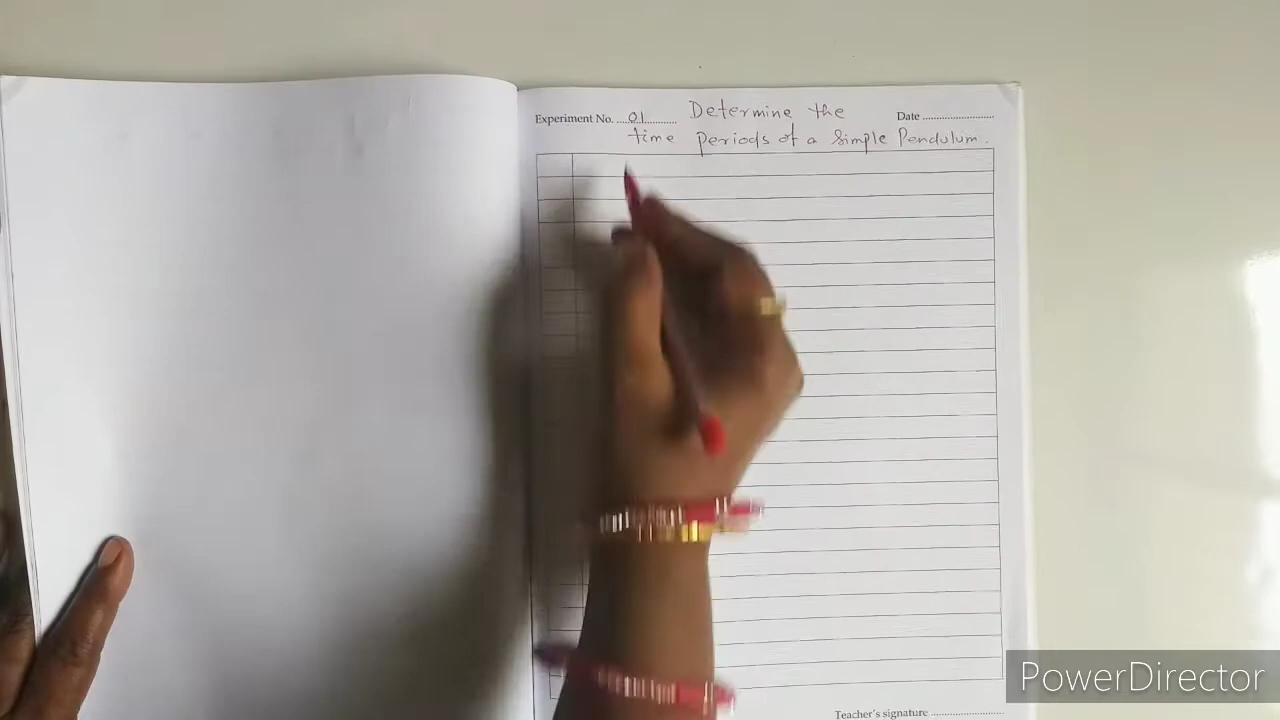 Experiment No. 01 Determine the Date
time periods of a Simple Pendulum.
Teacher's signature
PowerDirector